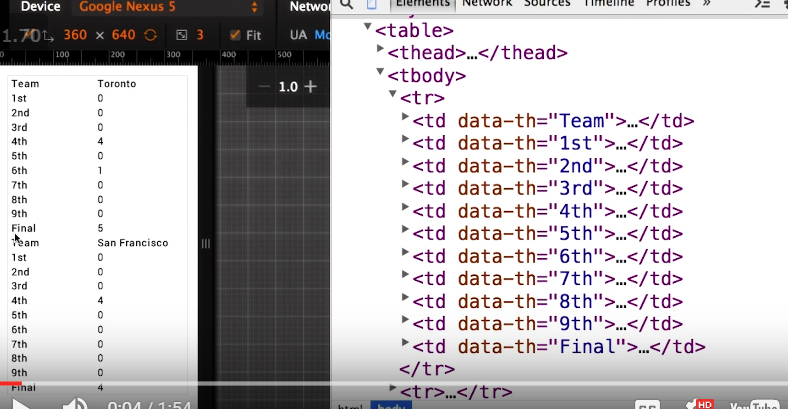 Device Google Nexus 5 Network
1.70 360 × 640 3 Fit UA
100 200 300 400 500
1.0
Team Toronto
1st 0
2nd 0
3rd 0
4th 4
5th 0
6th 1
7th 0
8th 0
9th 0
Final 5
Team San Francisco
1st 0
2nd 0
3rd 0
4th 4
5th 0
6th 0
7th 0
8th 0
9th 0
Final 4
0:04 / 1:54
Elements Network Sources Timeline Profiles »
<table>
<thead>…</thead>
<tbody>
<tr>
<td data-th="Team">…</td>
<td data-th="1st">…</td>
<td data-th="2nd">…</td>
<td data-th="3rd">…</td>
<td data-th="4th">…</td>
<td data-th="5th">…</td>
<td data-th="6th">…</td>
<td data-th="7th">…</td>
<td data-th="8th">…</td>
<td data-th="9th">…</td>
<td data-th="Final">…</td>
</tr>
<tr>…</tr>
html body
CC HD YouTube